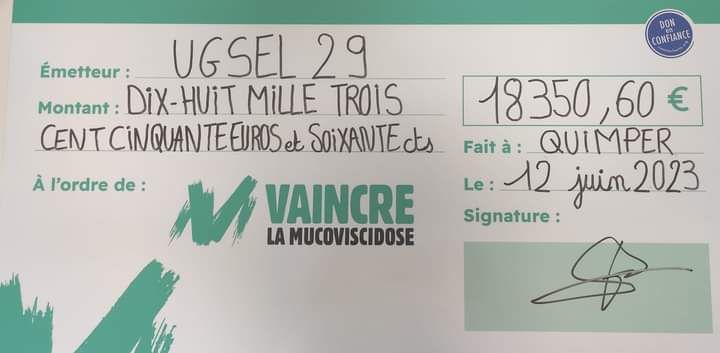 DON
en
CONFIANCE
Émetteur : UGSEL 29
Montant : DIX-HUIT MILLE TROIS
CENT CINQUANTE EUROS et SOIXANTE cts
18350,60 €
Fait à : QUIMPER
À l'ordre de :
VAINCRE
LA MUCOVISCIDOSE
Le : 12 juin 2023
Signature :